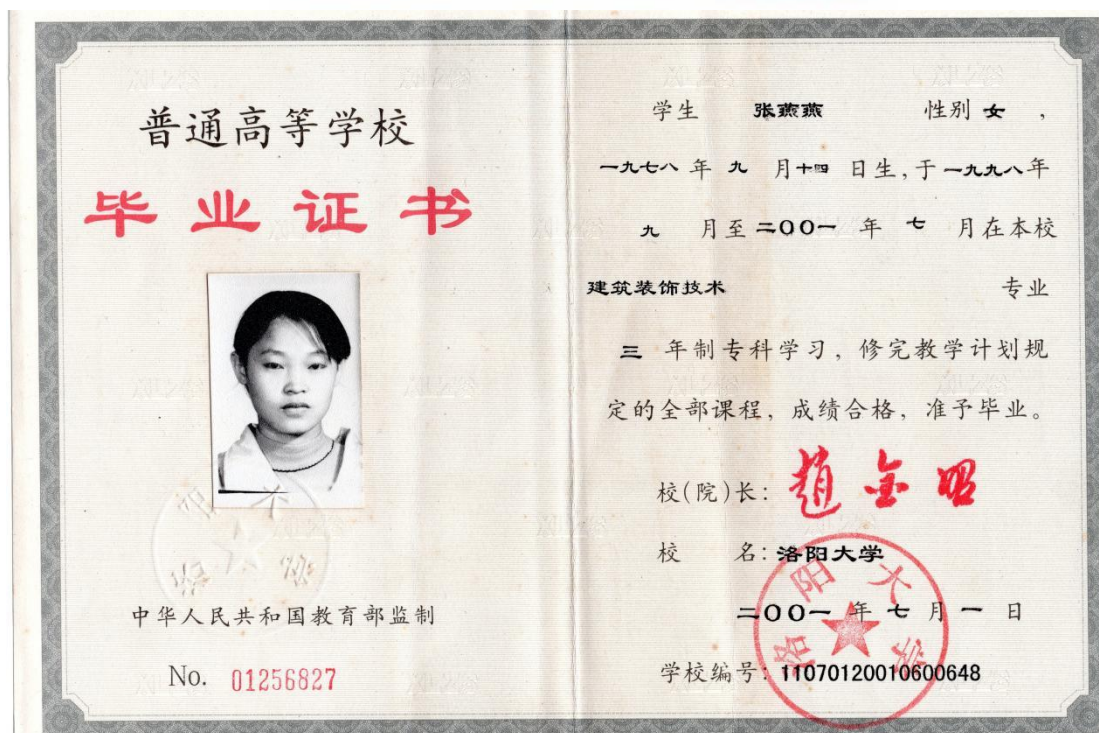 普通高等学校
毕业证书
中华人民共和国教育部监制
No. 01256827
学生 张燕燕 性别 女 ,
一九七八 年 九 月 十四 日生,于 一九九八 年
九 月至 二00一 年 七 月在本校
建筑装饰技术 专业
三 年制专科学习, 修完教学计划规
定的全部课程, 成绩合格, 准予毕业。
校(院)长: 趙金昭
校 名: 洛阳大学
二00一 年 七 月 一 日
学校编号: 11070120010600648
洛阳大学